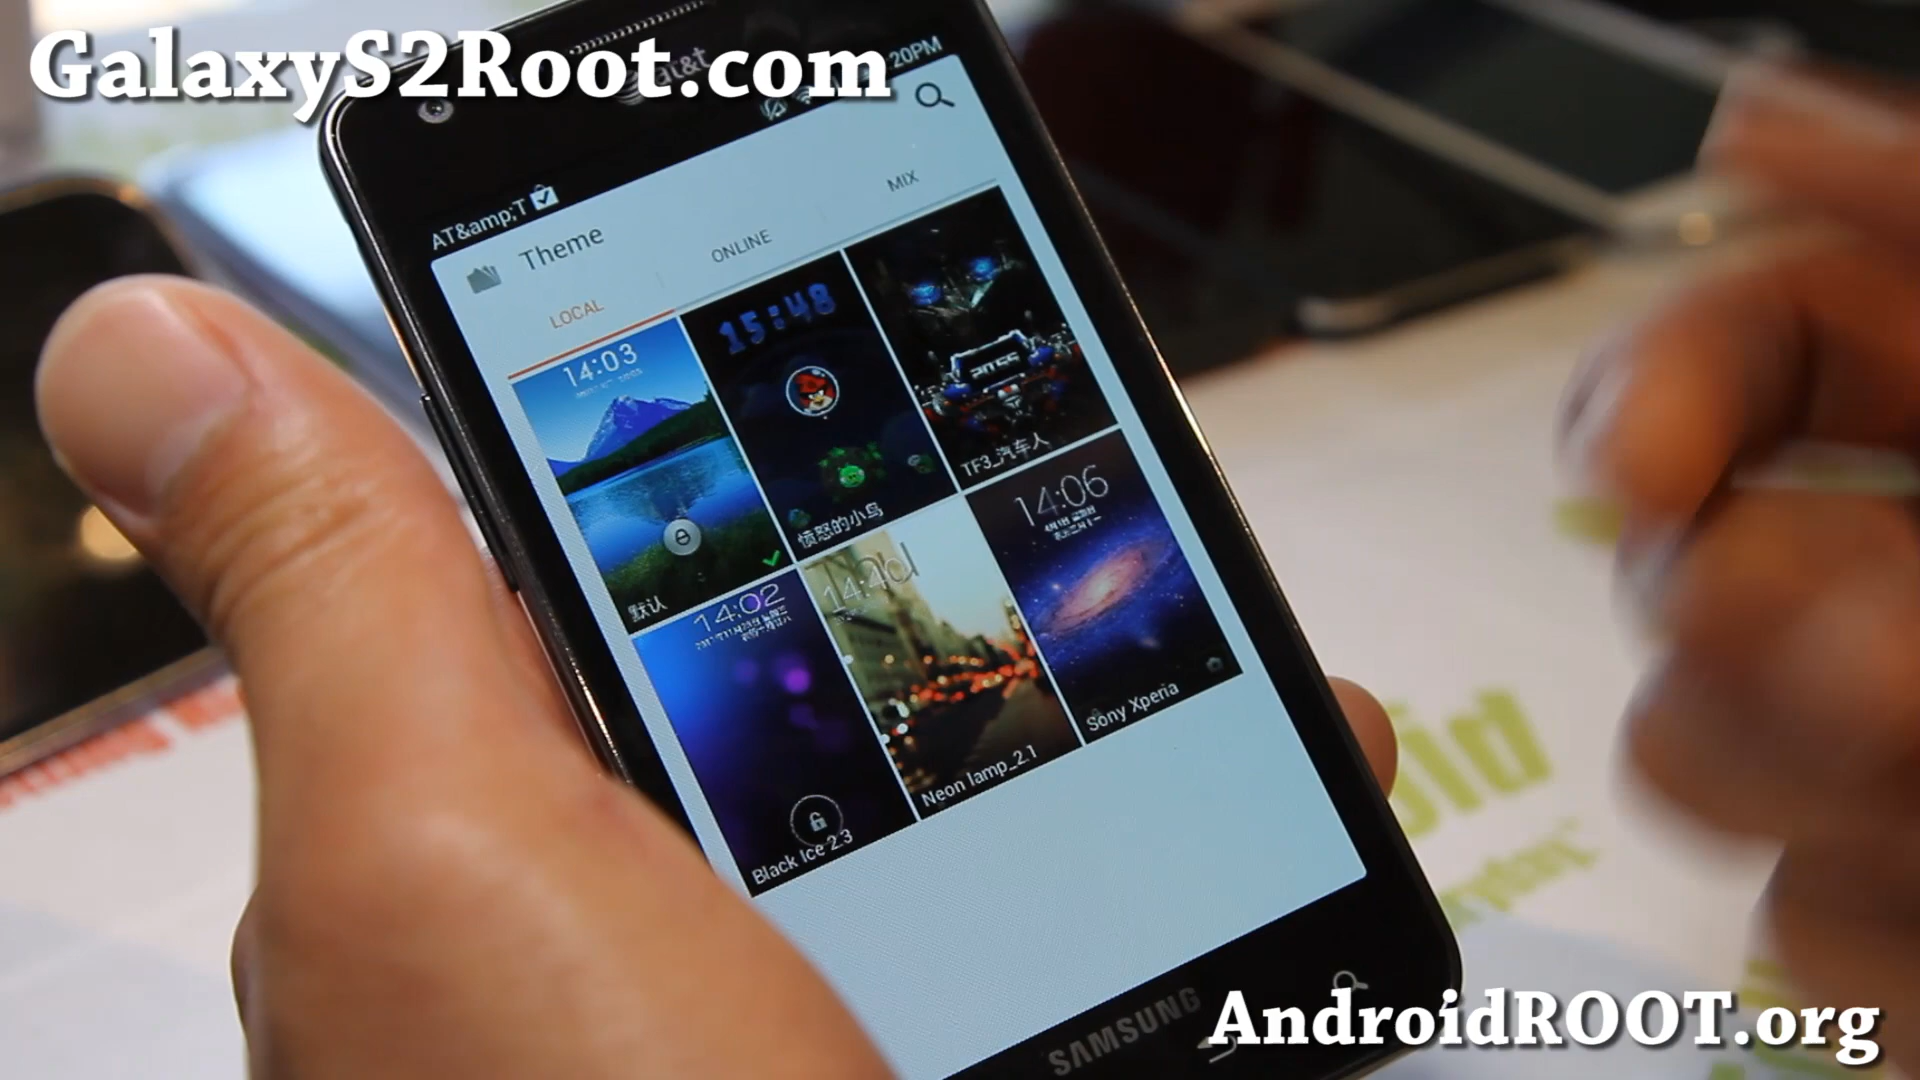 GalaxyS2Root.com
at&t
20PM
AT&amp;T
Theme
LOCAL
ONLINE
MIX
14:03
默认
15:48
愤怒的小鸟
TF3_汽车人
14:02
Black Ice 2.3
Neon lamp_2.1
14:06
Sony Xperia
SAMSUNG
AndroidROOT.org